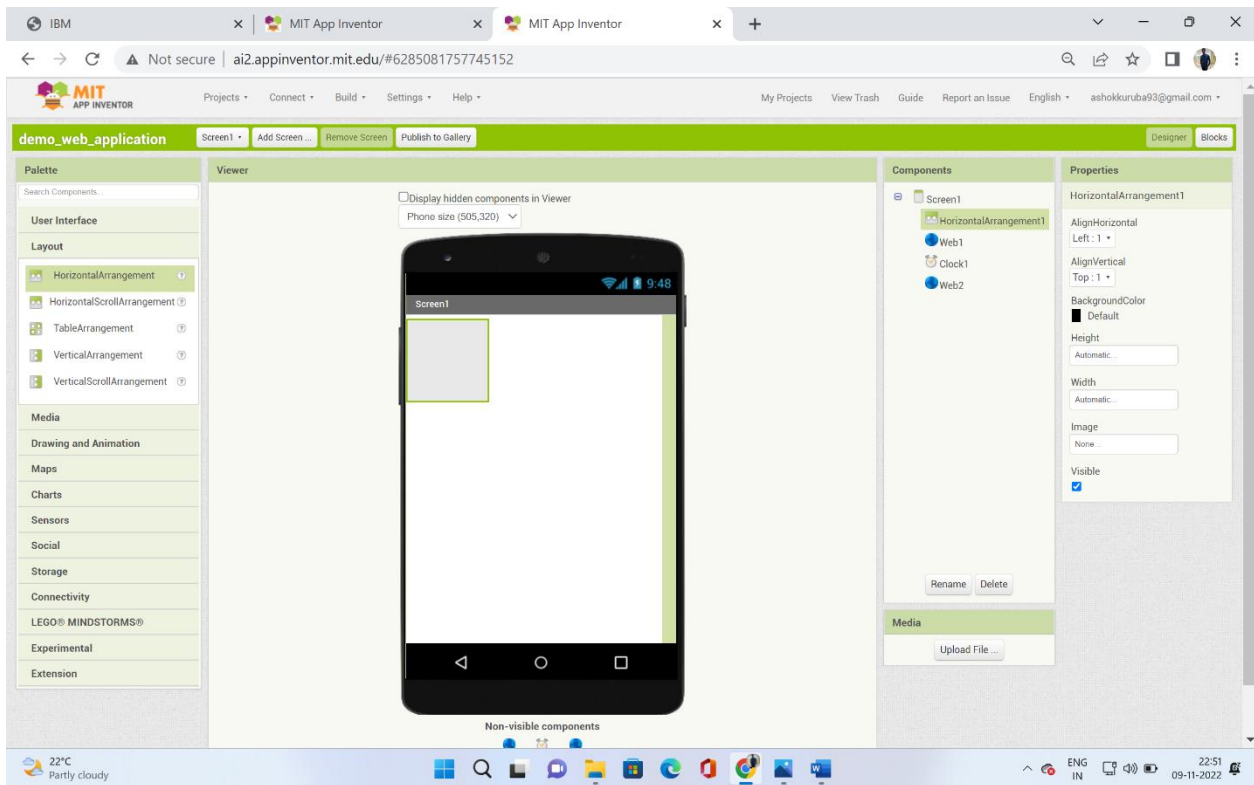 IBM
MIT App Inventor
MIT App Inventor
Not secure | ai2.appinventor.mit.edu/#6285081757745152
MIT
APP INVENTOR
Projects Connect Build Settings Help
My Projects View Trash Guide Report an Issue English ashokkuruba93@gmail.com
demo_web_application
Screen1 Add Screen ... Remove Screen Publish to Gallery
Designer Blocks
Palette
Search Components...
User Interface
Layout
HorizontalArrangement
HorizontalScrollArrangement
TableArrangement
VerticalArrangement
VerticalScrollArrangement
Media
Drawing and Animation
Maps
Charts
Sensors
Social
Storage
Connectivity
LEGO® MINDSTORMS®
Experimental
Extension
Viewer
Display hidden components in Viewer
Phone size (505,320)
9:48
Screen1
Non-visible components
Components
Screen1
HorizontalArrangement1
Web1
Clock1
Web2
Rename Delete
Media
Upload File ...
Properties
HorizontalArrangement1
AlignHorizontal
Left : 1
AlignVertical
Top : 1
BackgroundColor
Default
Height
Automatic...
Width
Automatic...
Image
None...
Visible
22°C
Partly cloudy
ENG
IN
22:51
09-11-2022